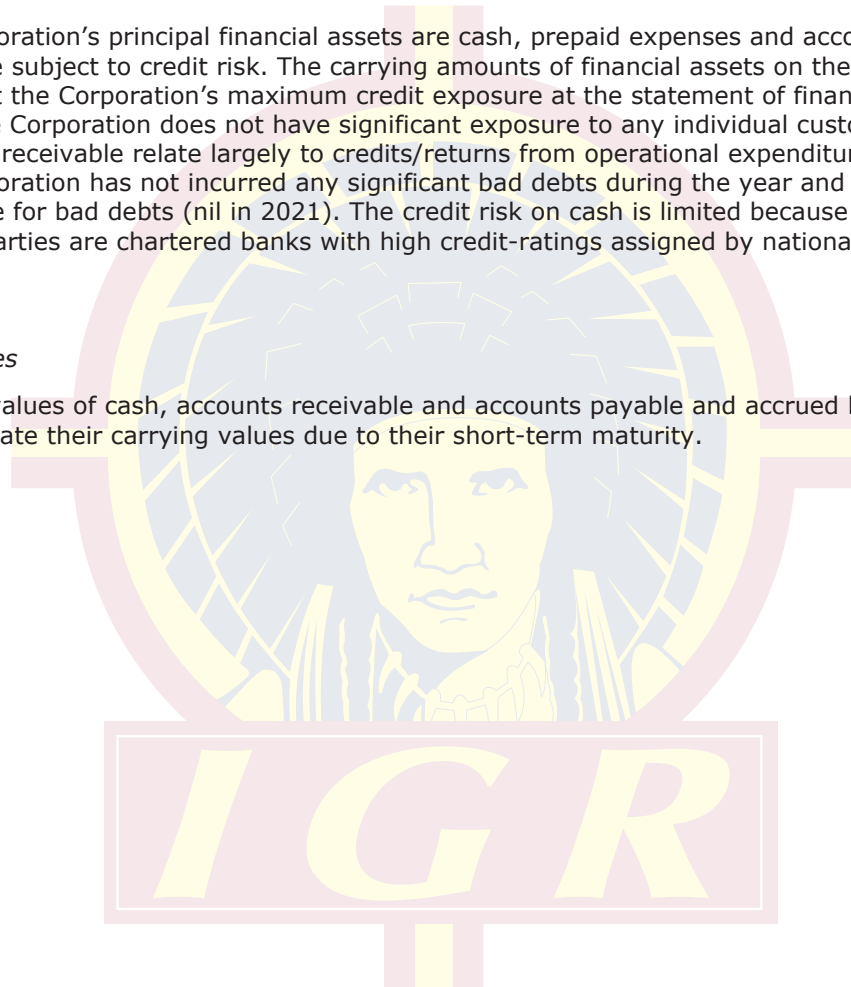 oration’s principal financial assets are cash, prepaid expenses and acco
e subject to credit risk. The carrying amounts of financial assets on the
t the Corporation’s maximum credit exposure at the statement of finan
e Corporation does not have significant exposure to any individual custo
receivable relate largely to credits/returns from operational expenditur
oration has not incurred any significant bad debts during the year and
e for bad debts (nil in 2021). The credit risk on cash is limited because
arties are chartered banks with high credit-ratings assigned by nationa
es
values of cash, accounts receivable and accounts payable and accrued l
ate their carrying values due to their short-term maturity.
IGR